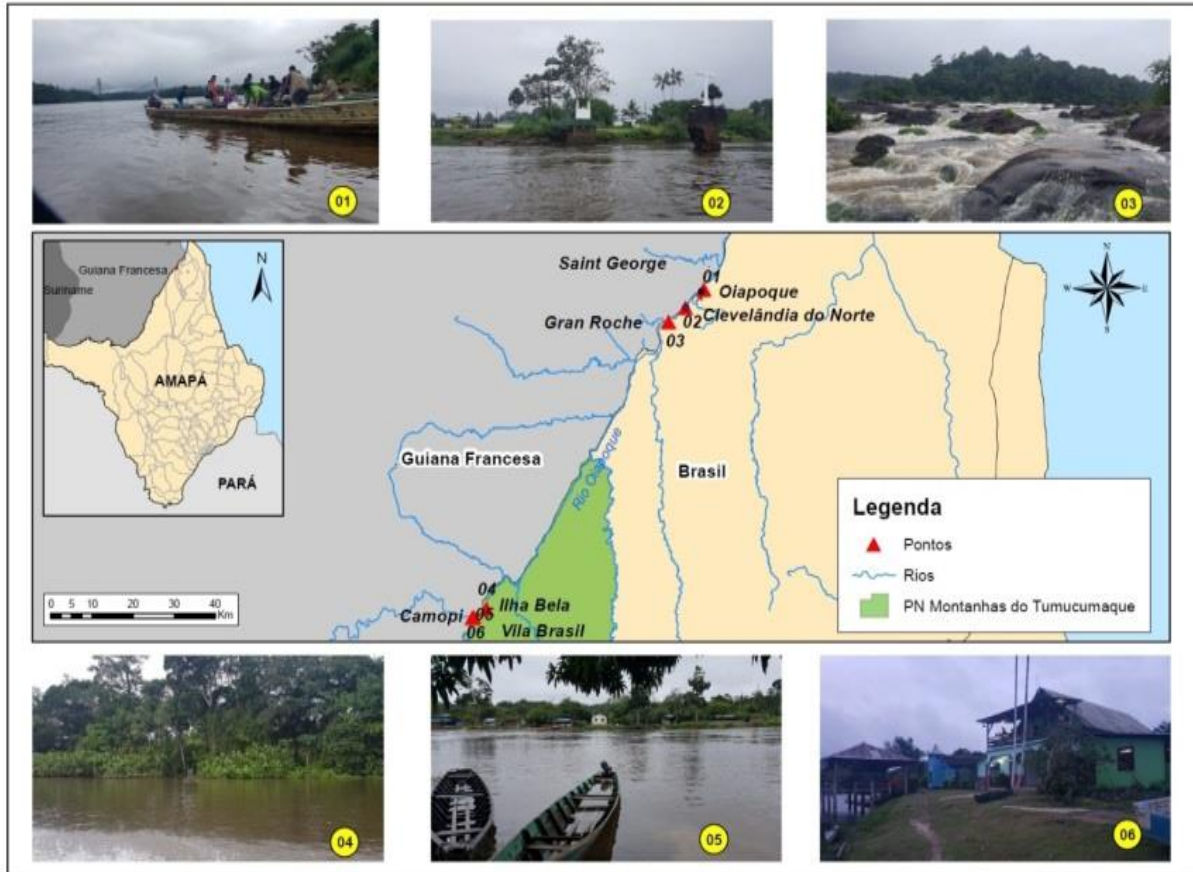 01
02
03
Guiana Francesa
Suriname
N
AMAPÁ
PARÁ
Saint George
01
Oiapoque
02
Clevelândia do Norte
Gran Roche
03
Guiana Francesa
Rio Oiapoque
Brasil
N
W
E
S
Legenda
Pontos
Rios
PN Montanhas do Tumucumaque
04
Ilha Bela
Camopi
05
06
Vila Brasil
0 5 10 20 30 40
Km
04
05
06